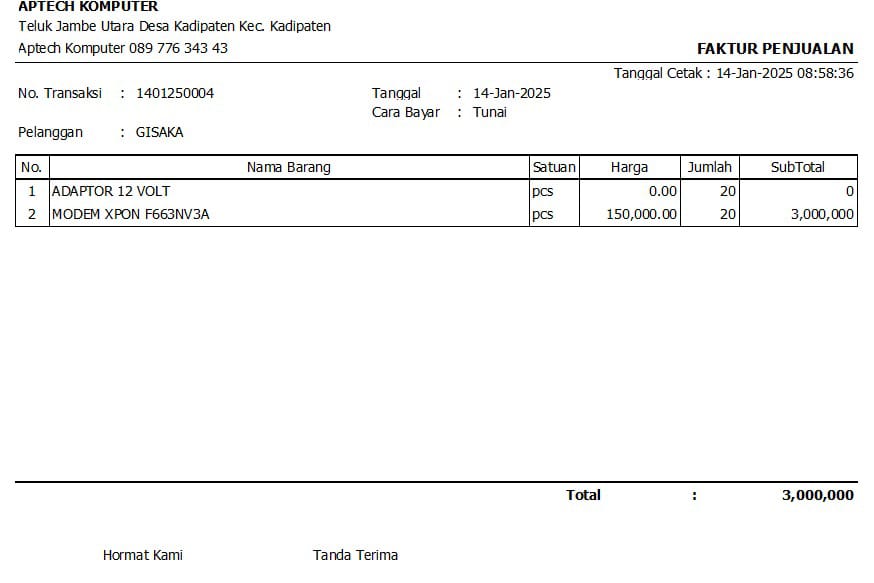 APTECH KOMPUTER
Teluk Jambe Utara Desa Kadipaten Kec. Kadipaten
Aptech Komputer 089 776 343 43
FAKTUR PENJUALAN
Tanggal Cetak : 14-Jan-2025 08:58:36
No. Transaksi : 1401250004 Tanggal : 14-Jan-2025
Cara Bayar : Tunai
Pelanggan : GISAKA
No. Nama Barang Satuan Harga Jumlah SubTotal
1 ADAPTOR 12 VOLT pcs 0.00 20 0
2 MODEM XPON F663NV3A pcs 150,000.00 20 3,000,000
Total : 3,000,000
Hormat Kami Tanda Terima